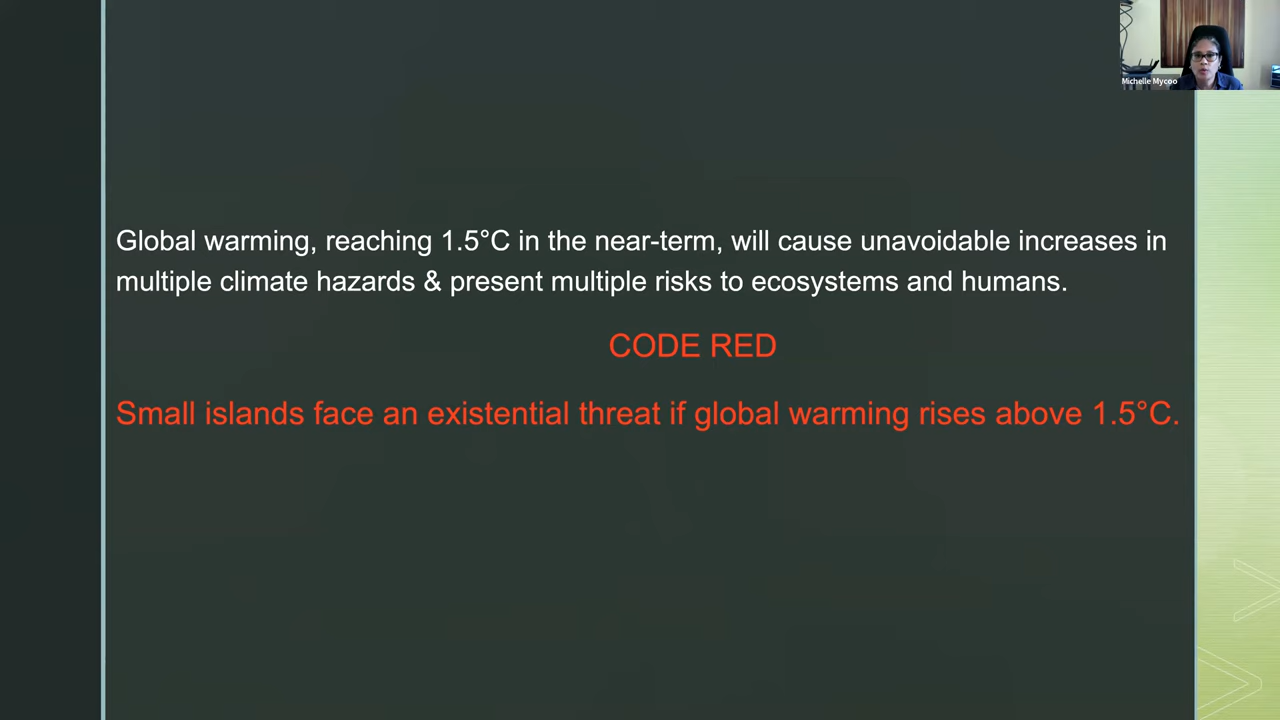 Michelle Mycoo
Global warming, reaching 1.5°C in the near-term, will cause unavoidable increases in
multiple climate hazards & present multiple risks to ecosystems and humans.
CODE RED
Small islands face an existential threat if global warming rises above 1.5°C.